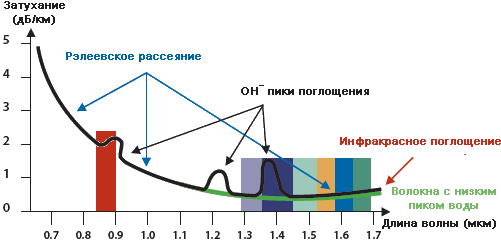 Затухание
(дБ/км)
5
4
3
2
1
0
Рэлеевское рассеяние
OH⁻ пики поглощения
Инфракрасное поглощение
Волокна с низким
пиком воды
0.7 0.8 0.9 1.0 1.1 1.2 1.3 1.4 1.5 1.6 1.7
Длина волны (мкм)